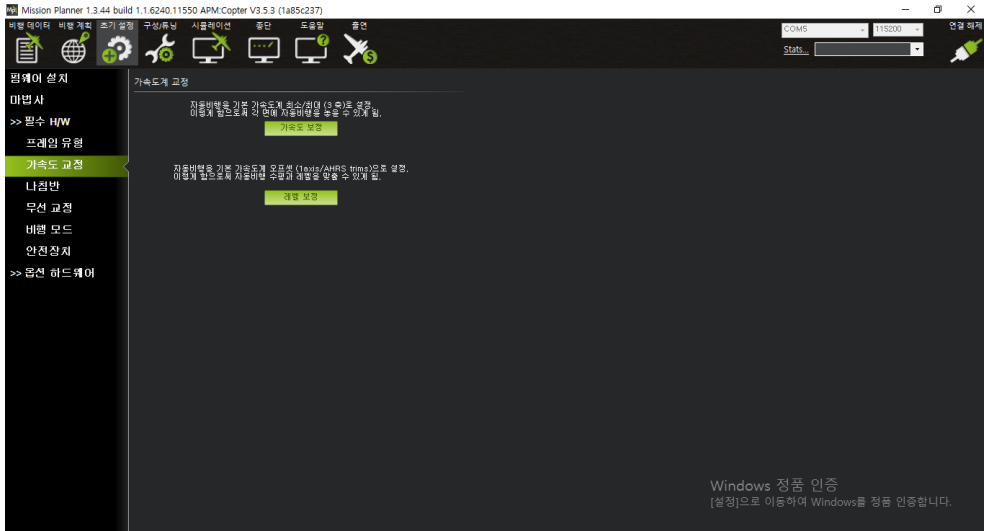 Mission Planner 1.3.44 build 1.1.6240.11550 APM:Copter V3.5.3 (1a85c237)
비행 데이터 비행 계획 초기 설정 구성/튜닝 시뮬레이션 중단 도움말 출연
COM5 115200 연결 해제
Stats...
펌웨어 설치
마법사
>> 필수 H/W
프레임 유형
가속도 교정
나침반
무선 교정
비행 모드
안전장치
>> 옵션 하드웨어
가속도계 교정
자동비행을 기본 가속도계 최소/최대 (3 축)로 설정.
이렇게 함으로써 각 면에 자동비행을 놓을 수 있게 됨.
가속도 보정
자동비행을 기본 가속도계 오프셋 (1axis/AHRS trims)으로 설정.
이렇게 함으로써 자동비행 수평과 레벨을 맞출 수 있게 됨.
레벨 보정
Windows 정품 인증
[설정]으로 이동하여 Windows를 정품 인증합니다.